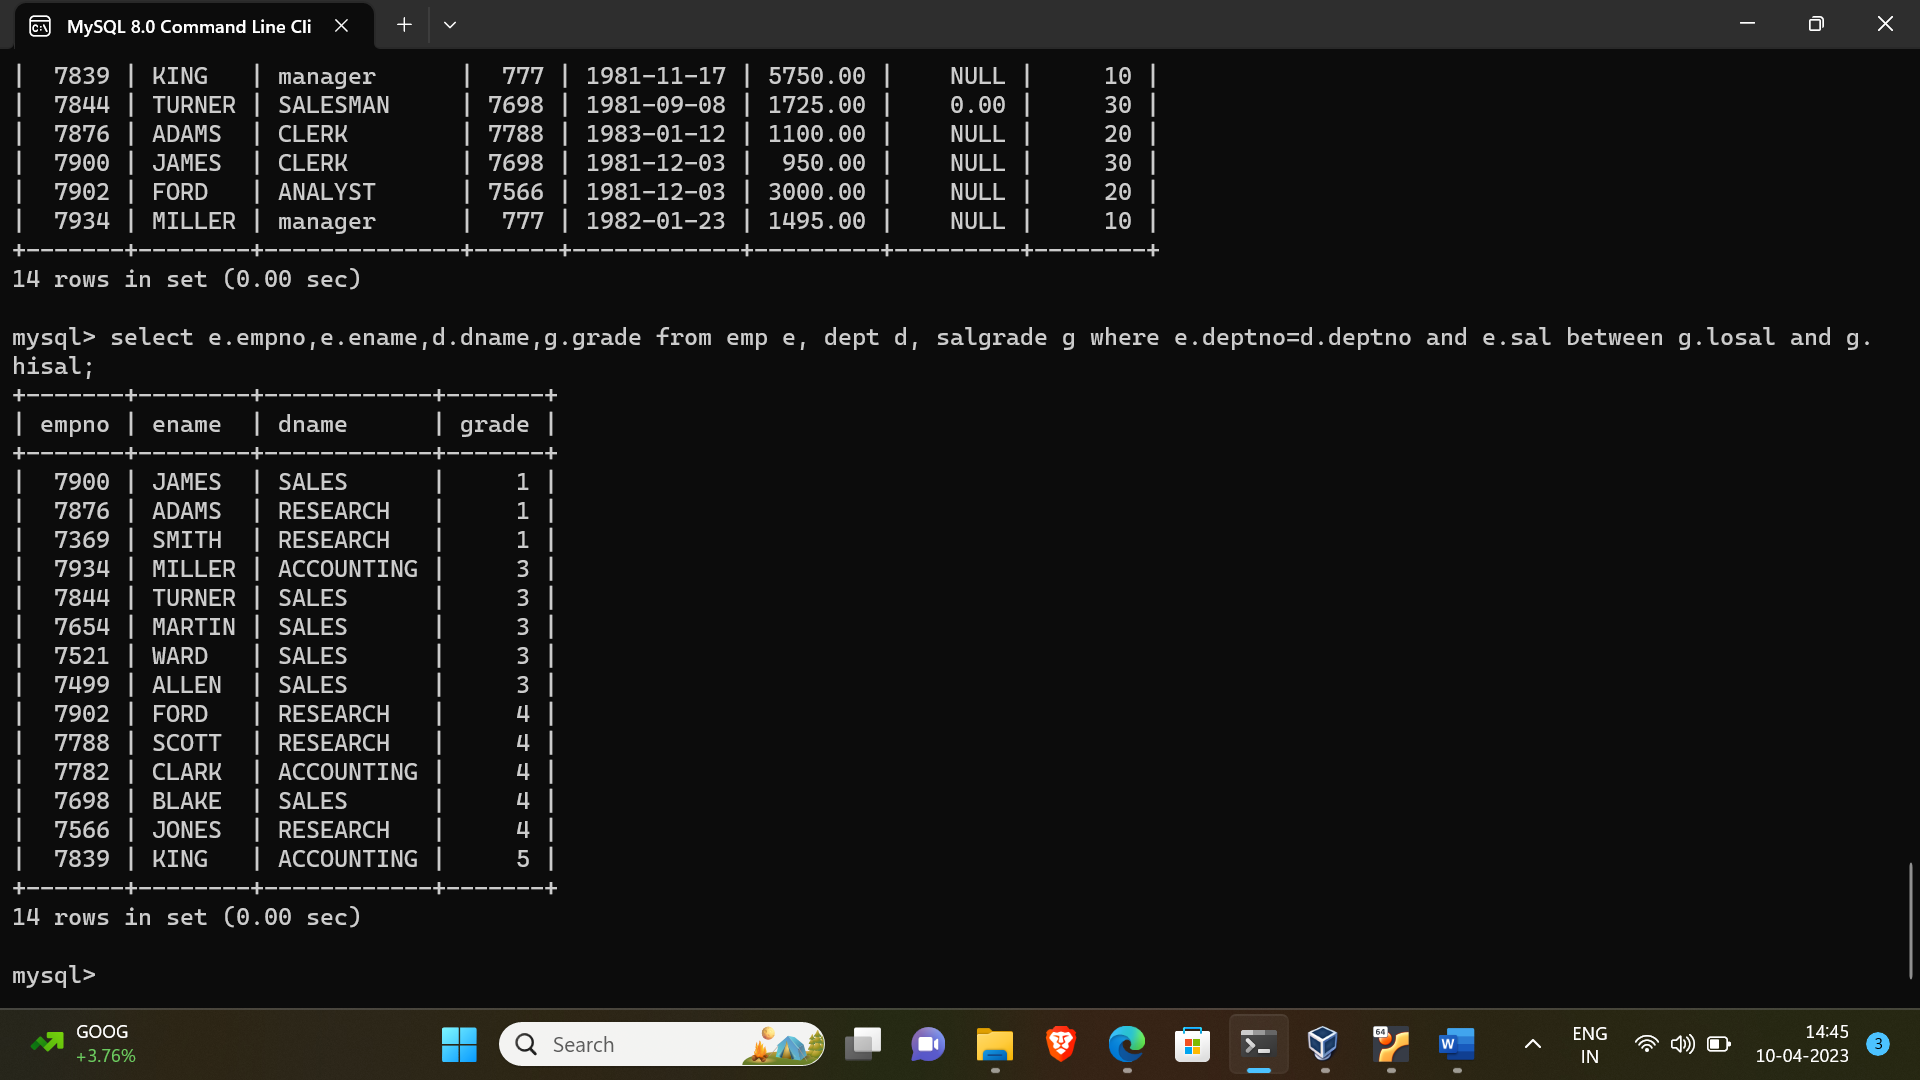 MySQL 8.0 Command Line Cli
|  7839 | KING   | manager      |  777 | 1981-11-17 | 5750.00 |    NULL |     10 |
|  7844 | TURNER | SALESMAN     | 7698 | 1981-09-08 | 1725.00 |    0.00 |     30 |
|  7876 | ADAMS  | CLERK        | 7788 | 1983-01-12 | 1100.00 |    NULL |     20 |
|  7900 | JAMES  | CLERK        | 7698 | 1981-12-03 |  950.00 |    NULL |     30 |
|  7902 | FORD   | ANALYST      | 7566 | 1981-12-03 | 3000.00 |    NULL |     20 |
|  7934 | MILLER | manager      |  777 | 1982-01-23 | 1495.00 |    NULL |     10 |
+-------+--------+--------------+------+------------+---------+---------+--------+
14 rows in set (0.00 sec)
mysql> select e.empno,e.ename,d.dname,g.grade from emp e, dept d, salgrade g where e.deptno=d.deptno and e.sal between g.losal and g.
hisal;
+-------+--------+------------+-------+
| empno | ename  | dname      | grade |
+-------+--------+------------+-------+
|  7900 | JAMES  | SALES      |     1 |
|  7876 | ADAMS  | RESEARCH   |     1 |
|  7369 | SMITH  | RESEARCH   |     1 |
|  7934 | MILLER | ACCOUNTING |     3 |
|  7844 | TURNER | SALES      |     3 |
|  7654 | MARTIN | SALES      |     3 |
|  7521 | WARD   | SALES      |     3 |
|  7499 | ALLEN  | SALES      |     3 |
|  7902 | FORD   | RESEARCH   |     4 |
|  7788 | SCOTT  | RESEARCH   |     4 |
|  7782 | CLARK  | ACCOUNTING |     4 |
|  7698 | BLAKE  | SALES      |     4 |
|  7566 | JONES  | RESEARCH   |     4 |
|  7839 | KING   | ACCOUNTING |     5 |
+-------+--------+------------+-------+
14 rows in set (0.00 sec)
mysql>
GOOG
+3.76%
Search
64
W
ENG
IN
14:45
10-04-2023
3